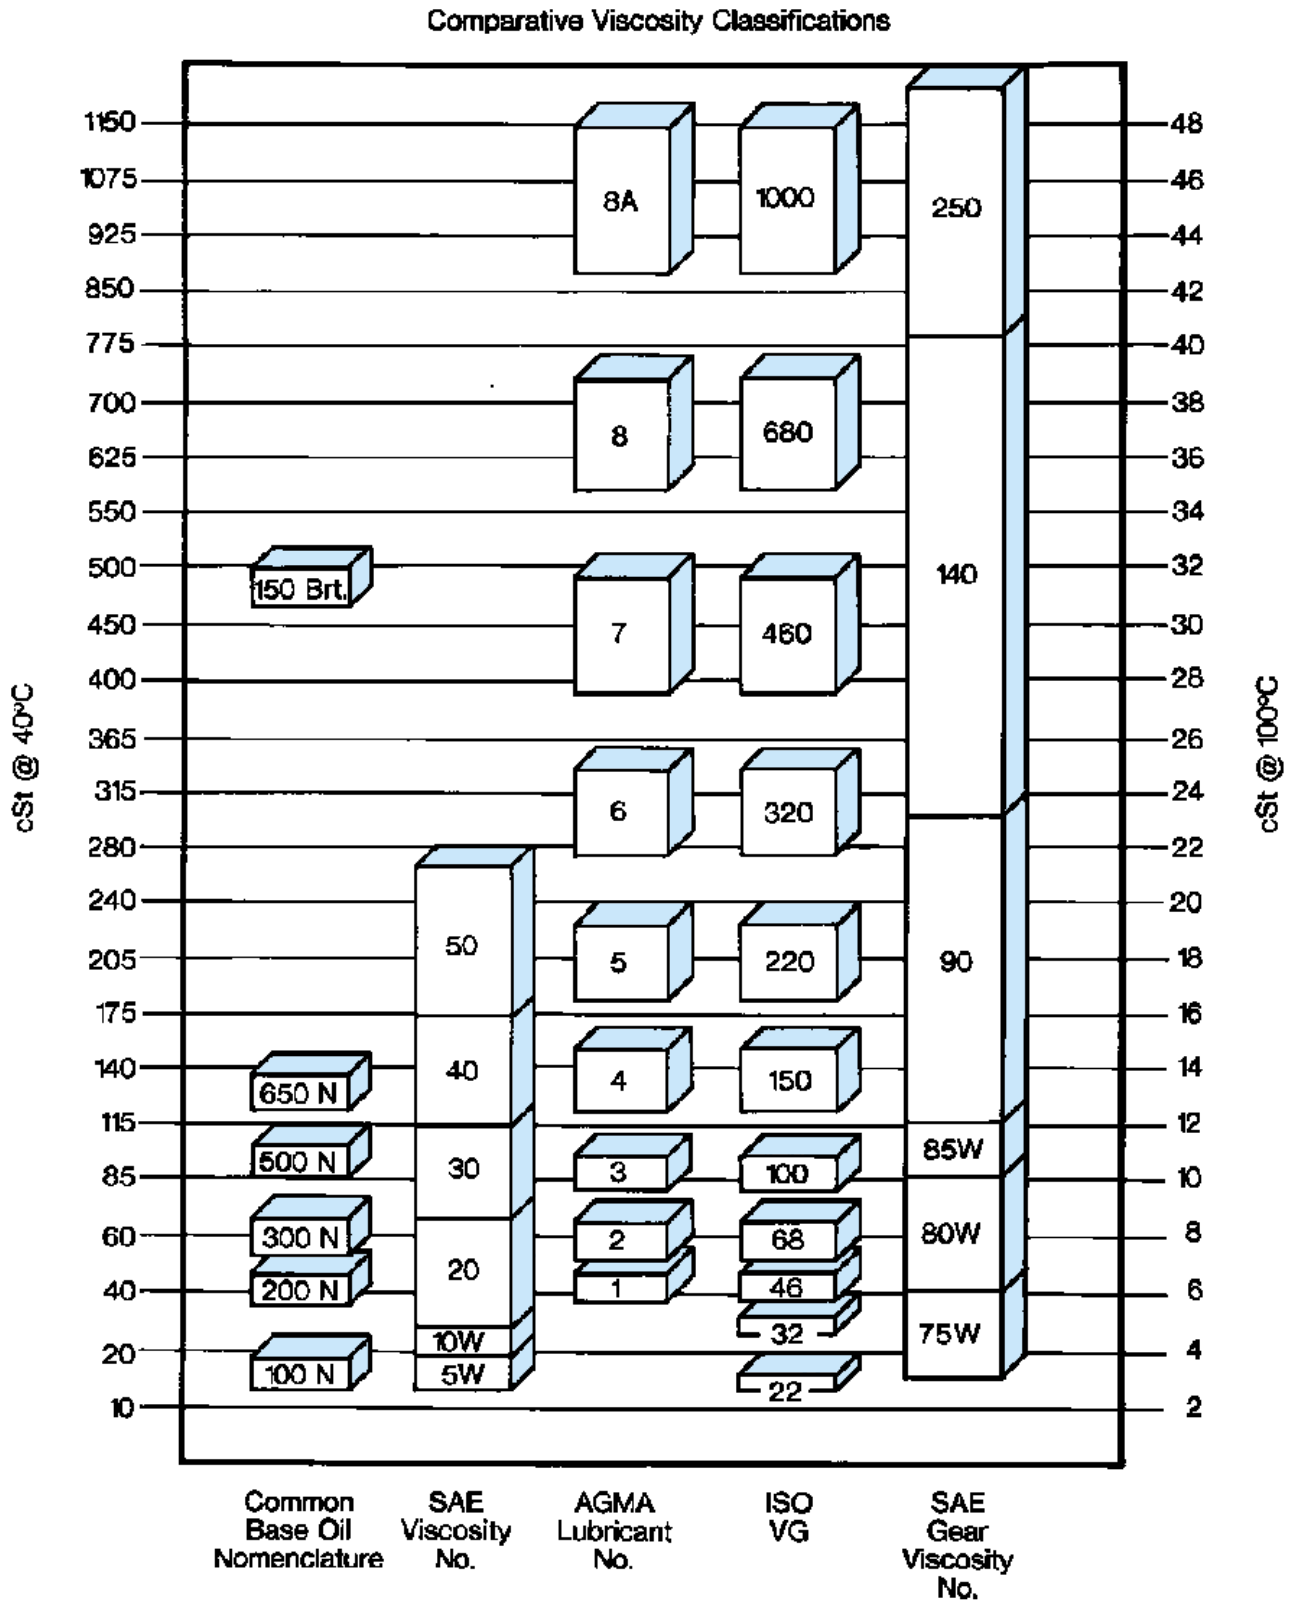 Comparative Viscosity Classifications
1150 48
1075 8A 1000 250 46
925 44
850 42
775 40
700 38
8 680
625 36
550 34
500 32
150 Brt. 140
450 7 460 30
400 28
365 26
315 24
6 320
280 22
240 20
50
205 5 220 90 18
175 16
140 40 4 150 14
650 N
115 12
85W
500 N 30 3 100
85 10
60 300 N 2 68 80W 8
20
40 200 N 1 46 6
10W 32 75W
20 4
100 N 5W
22
10 2
cSt @ 40ºC
cSt @ 100ºC
Common
Base Oil
Nomenclature
SAE
Viscosity
No.
AGMA
Lubricant
No.
ISO
VG
SAE
Gear
Viscosity
No.